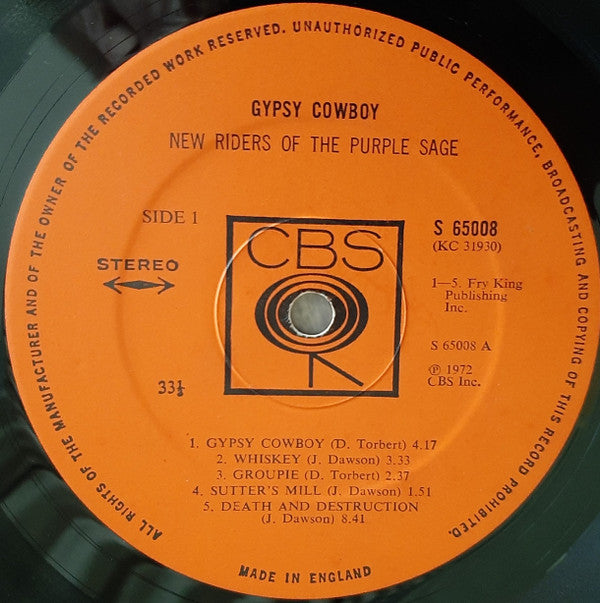 ALL RIGHTS OF THE MANUFACTURER AND OF THE OWNER OF THE RECORDED WORK RESERVED. UNAUTHORIZED PUBLIC PERFORMANCE, BROADCASTING AND COPYING OF THIS RECORD PROHIBITED.
GYPSY COWBOY
NEW RIDERS OF THE PURPLE SAGE
SIDE 1
CBS
S 65008
(KC 31930)
STEREO
1—5. Fry King
Publishing
Inc.
S 65008 A
33⅓
℗ 1972
CBS Inc.
1. GYPSY COWBOY (D. Torbert) 4.17
2. WHISKEY (J. Dawson) 3.33
3. GROUPIE (D. Torbert) 2.37
4. SUTTER'S MILL (J. Dawson) 1.51
5. DEATH AND DESTRUCTION
(J. Dawson) 8.41
MADE IN ENGLAND